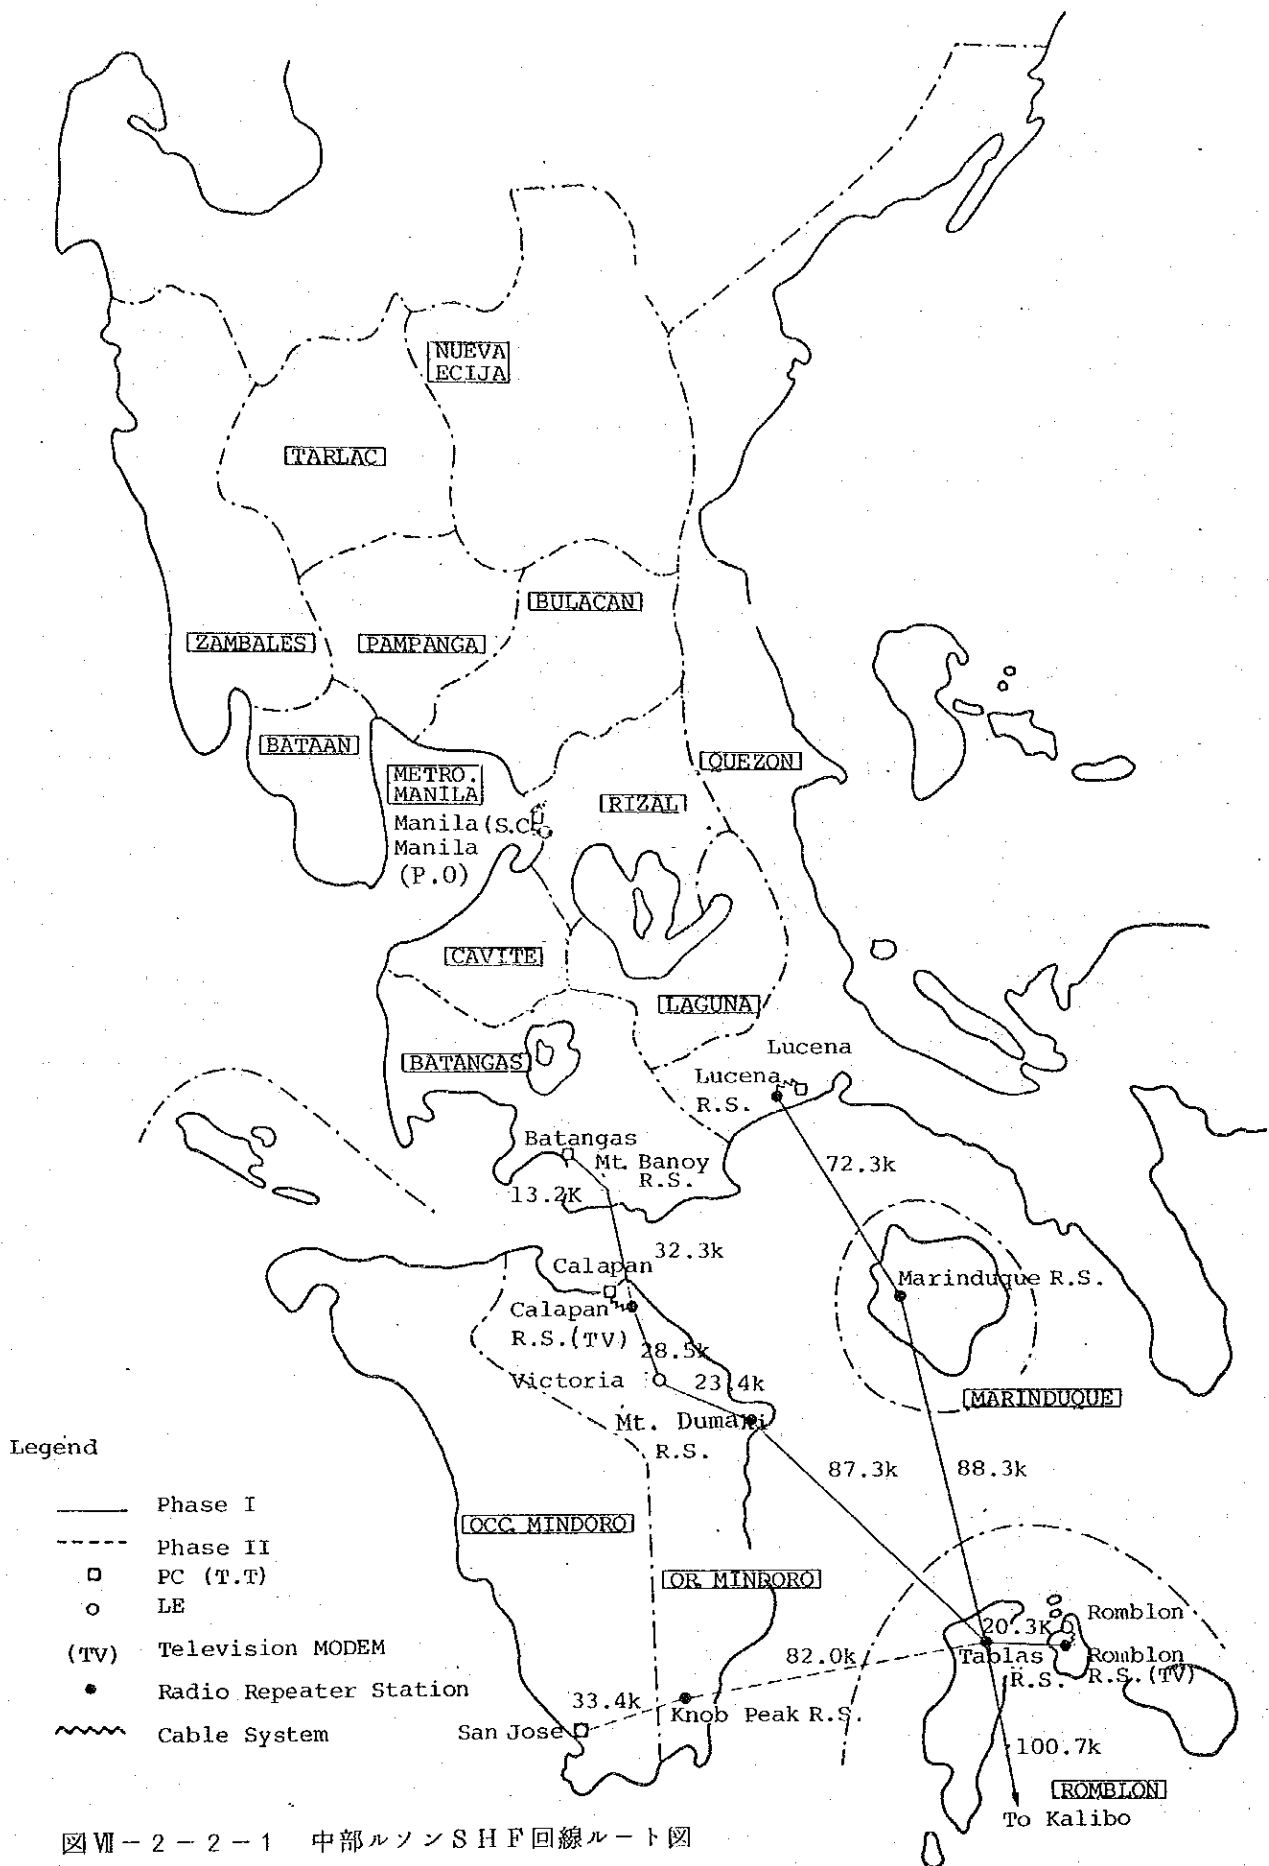 NUEVA
ECIJA
TARLAC
BULACAN
ZAMBALES
PAMPANGA
BATAAN
QUEZON
METRO.
MANILA
RIZAL
Manila (S.C)
Manila
(P.O)
CAVITE
LAGUNA
BATANGAS
Lucena
Lucena
R.S.
Batangas
Mt. Banoy
R.S.
72.3k
13.2K
32.3k
Calapan
Marinduque R.S.
Calapan
R.S.(TV)
28.5k
Victoria
23.4k
MARINDUQUE
Mt. Dumali
R.S.
87.3k
88.3k
Legend
Phase I
Phase II
PC (T.T)
LE
(TV) Television MODEM
Radio Repeater Station
Cable System
OCC. MINDORO
OR. MINDORO
Romblon
20.3K
Tablas
R.S.
Romblon
R.S.(TV)
82.0k
33.4k
Knob Peak R.S.
San Jose
100.7k
ROMBLON
To Kalibo
図Ⅶ-2-2-1 中部ルソンSHF回線ルート図